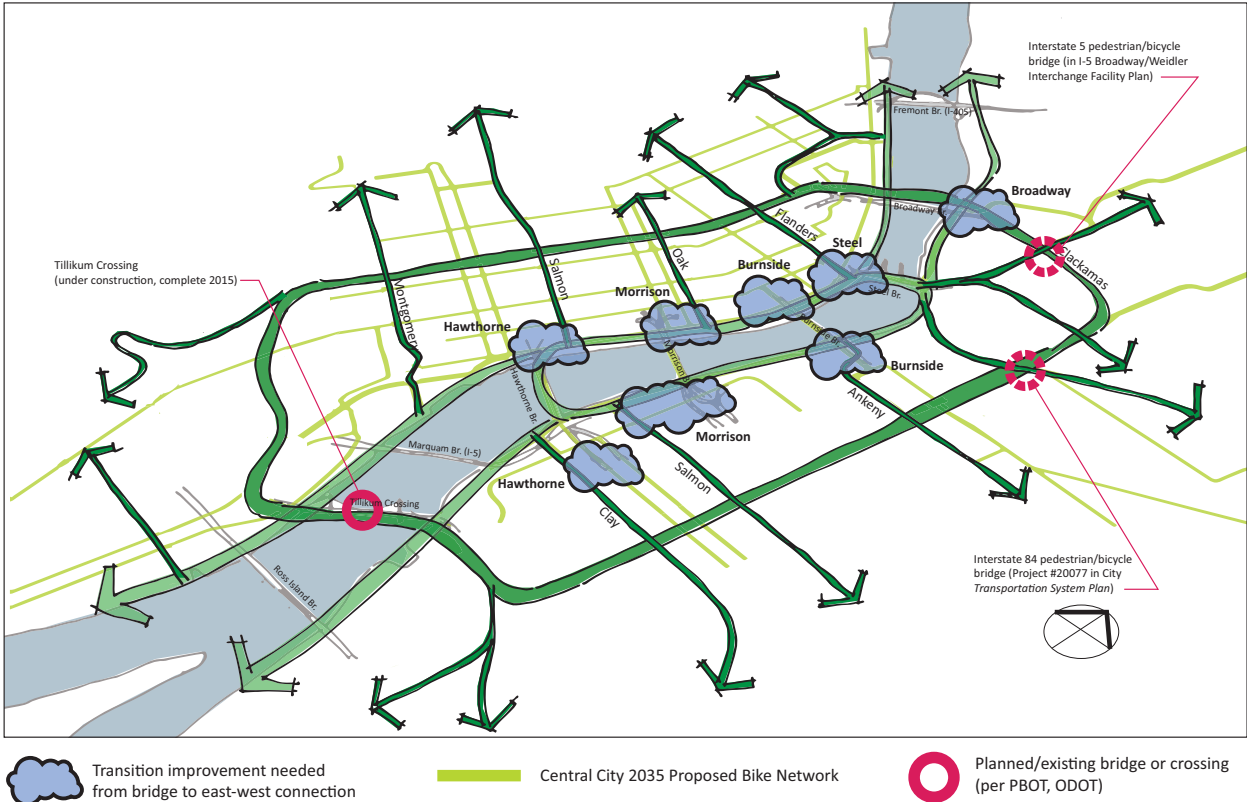 Interstate 5 pedestrian/bicycle
bridge (in I-5 Broadway/Weidler
Interchange Facility Plan)
Fremont Br. (I-405)
Broadway
Broadway
Flanders
Steel
Clackamas
Tillikum Crossing
(under construction, complete 2015)
Salmon
Oak
Burnside
Montgomery
Morrison
Steel Br.
Hawthorne
Burnside Br.
Burnside
Hawthorne Br.
Morrison Br.
Ankeny
Morrison
Marquam Br. (I-5)
Salmon
Hawthorne
Tillikum Crossing
Clay
Ross Island Br.
Interstate 84 pedestrian/bicycle
bridge (Project #20077 in City
Transportation System Plan)
Transition improvement needed
from bridge to east-west connection
Central City 2035 Proposed Bike Network
Planned/existing bridge or crossing
(per PBOT, ODOT)